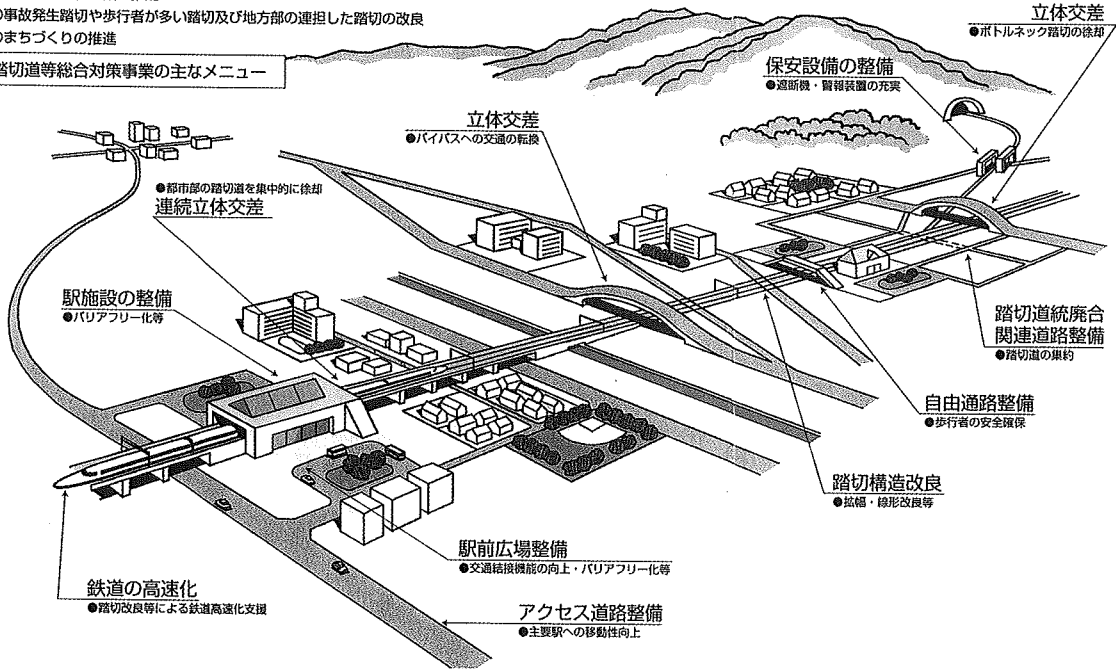 の事故発生踏切や歩行者が多い踏切及び地方部の連担した踏切の改良
のまちづくりの推進
踏切道等総合対策事業の主なメニュー
立体交差
●ボトルネック踏切の除却
保安設備の整備
●遮断機・警報装置の充実
立体交差
●バイパスへの交通の転換
●都市部の踏切道を集中的に除却
連続立体交差
駅施設の整備
●バリアフリー化等
踏切道統廃合
関連道路整備
●踏切道の集約
自由通路整備
●歩行者の安全確保
踏切構造改良
●拡幅・線形改良等
駅前広場整備
●交通結接機能の向上・バリアフリー化等
鉄道の高速化
●踏切改良等による鉄道高速化支援
アクセス道路整備
●主要駅への移動性向上